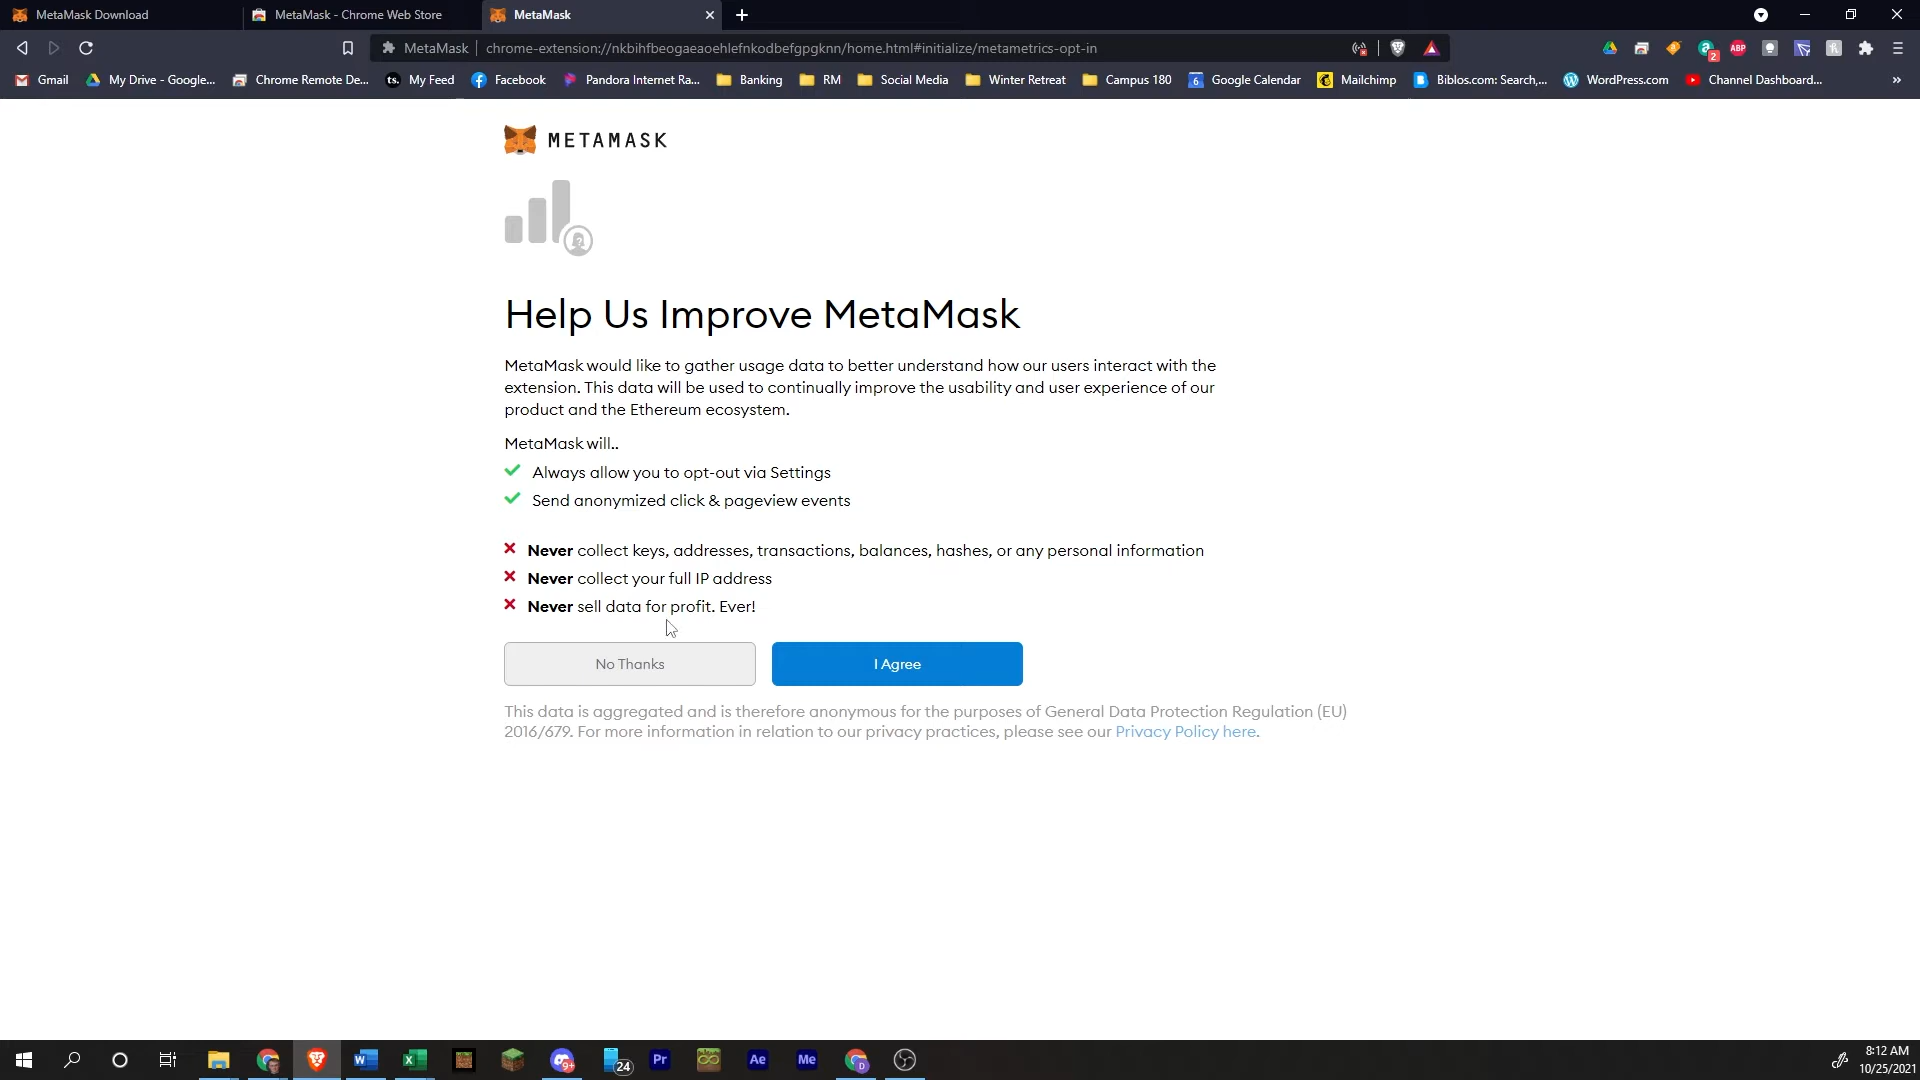 MetaMask Download
MetaMask - Chrome Web Store
MetaMask
MetaMask
chrome-extension://nkbihfbeogaeaoehlefnkodbefgpgknn/home.html#initialize/metametrics-opt-in
ABP
2
Gmail
My Drive - Google...
Chrome Remote De...
ts. My Feed
Facebook
Pandora Internet Ra...
Banking
RM
Social Media
Winter Retreat
Campus 180
6 Google Calendar
Mailchimp
B Biblos.com: Search,...
WordPress.com
Channel Dashboard...
»
METAMASK
Help Us Improve MetaMask
MetaMask would like to gather usage data to better understand how our users interact with the
extension. This data will be used to continually improve the usability and user experience of our
product and the Ethereum ecosystem.
MetaMask will..
Always allow you to opt-out via Settings
Send anonymized click & pageview events
Never collect keys, addresses, transactions, balances, hashes, or any personal information
Never collect your full IP address
Never sell data for profit. Ever!
No Thanks
I Agree
This data is aggregated and is therefore anonymous for the purposes of General Data Protection Regulation (EU)
2016/679. For more information in relation to our privacy practices, please see our Privacy Policy here.
W
X
9+
24
Pr
Ae
Me
D
8:12 AM
10/25/2021